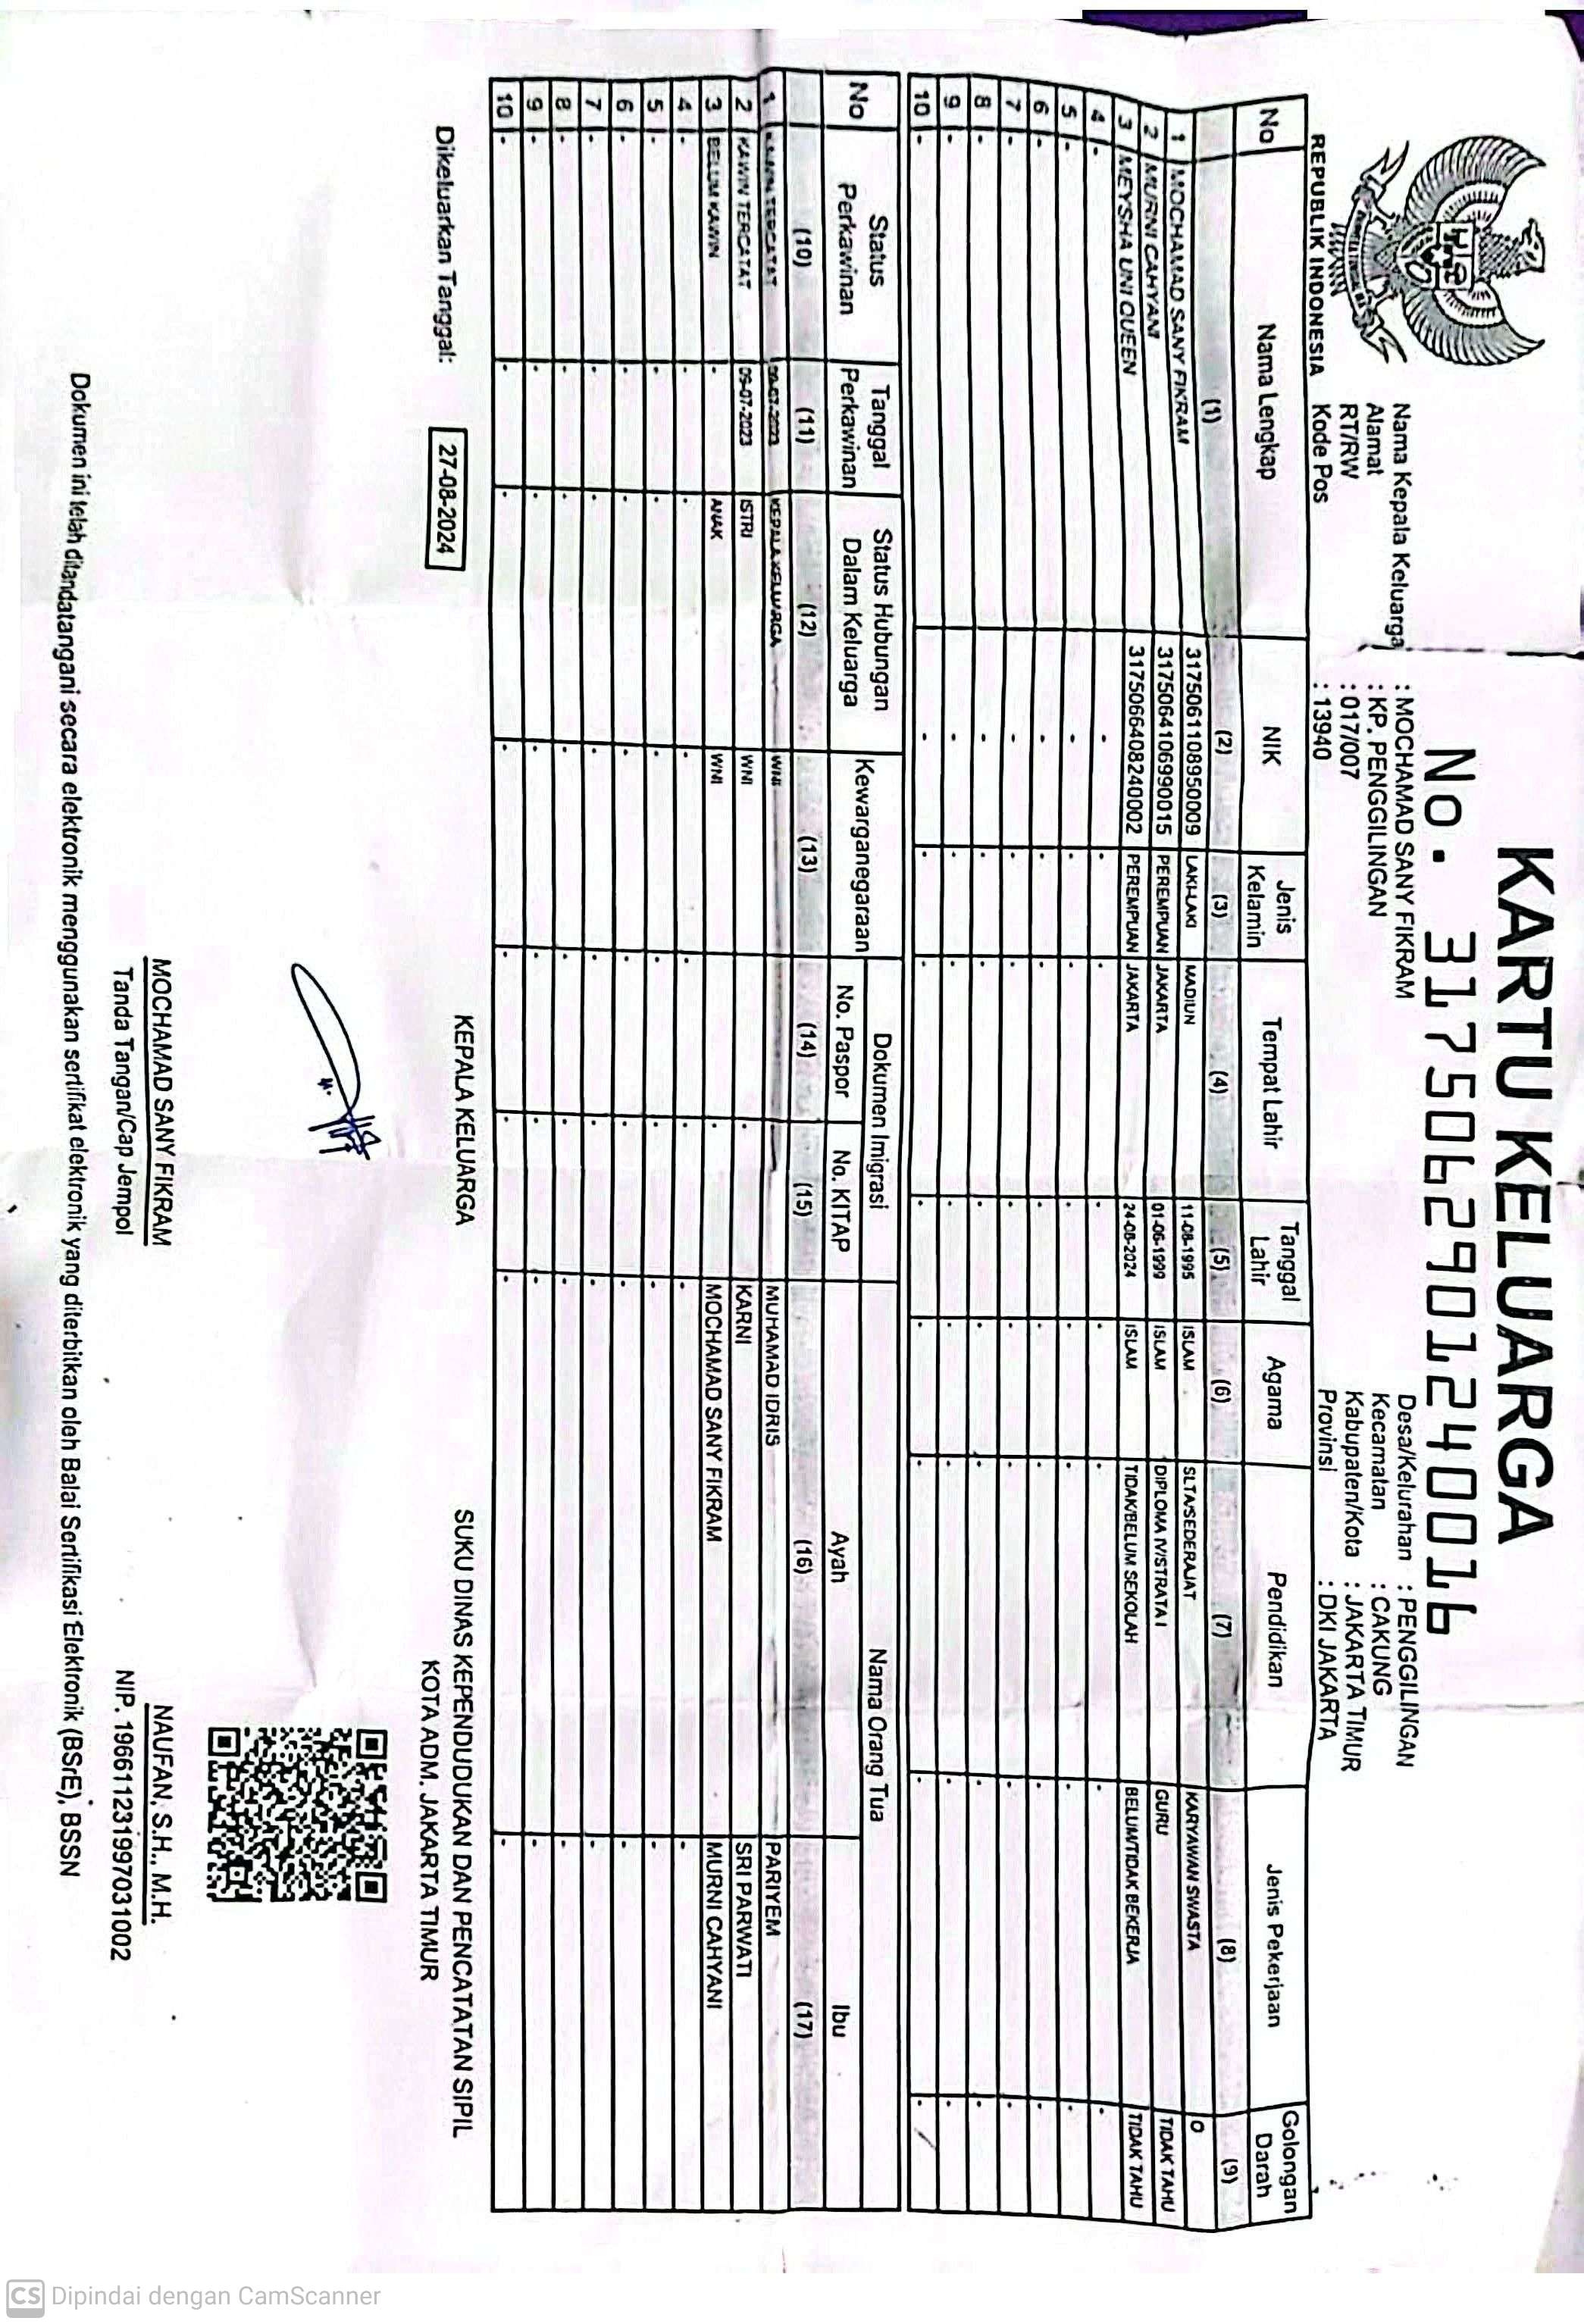 KARTU KELUARGA
No. 3175062901240016
REPUBLIK INDONESIA
Nama Kepala Keluarga : MOCHAMAD SANY FIKRAM
Alamat : KP. PENGGILINGAN
RT/RW : 017/007
Kode Pos : 13940
Desa/Kelurahan : PENGGILINGAN
Kecamatan : CAKUNG
Kabupaten/Kota : JAKARTA TIMUR
Provinsi : DKI JAKARTA
No Nama Lengkap NIK Jenis Kelamin Tempat Lahir Tanggal Lahir Agama Pendidikan Jenis Pekerjaan Golongan Darah
(1) (2) (3) (4) (5) (6) (7) (8) (9)
1 MOCHAMAD SANY FIKRAM 3175061108950009 LAKI-LAKI MADIUN 11-08-1995 ISLAM SLTA/SEDERAJAT KARYAWAN SWASTA O
2 MURNI CAHYANI 3175064106990015 PEREMPUAN JAKARTA 01-06-1999 ISLAM DIPLOMA IV/STRATA I GURU TIDAK TAHU
3 MEYSHA UNI QUEEN 3175066408240002 PEREMPUAN JAKARTA 24-08-2024 ISLAM TIDAK/BELUM SEKOLAH BELUM/TIDAK BEKERJA TIDAK TAHU
4 - - - - - - - - -
5 - - - - - - - - -
6 - - - - - - - - -
7 - - - - - - - - -
8 - - - - - - - - -
9 - - - - - - - - -
10 - - - - - - - - -
No Status Perkawinan Tanggal Perkawinan Status Hubungan Dalam Keluarga Kewarganegaraan Dokumen Imigrasi Nama Orang Tua
No. Paspor No. KITAP Ayah Ibu
(10) (11) (12) (13) (14) (15) (16) (17)
1 KAWIN TERCATAT 09-07-2023 KEPALA KELUARGA WNI MUHAMAD IDRIS PARIYEM
2 KAWIN TERCATAT 09-07-2023 ISTRI WNI - - KARNI SRI PARWATI
3 BELUM KAWIN - ANAK WNI - - MOCHAMAD SANY FIKRAM MURNI CAHYANI
4 - - - - - - - -
5 - - - - - - - -
6 - - - - - - - -
7 - - - - - - - -
8 - - - - - - - -
9 - - - - - - - -
10 - - - - - - - -
Dikeluarkan Tanggal: 27-08-2024
KEPALA KELUARGA
MOCHAMAD SANY FIKRAM
Tanda Tangan/Cap Jempol
SUKU DINAS KEPENDUDUKAN DAN PENCATATAN SIPIL
KOTA ADM. JAKARTA TIMUR
NAUFAN, S.H., M.H.
NIP. 196611231997031002
Dokumen ini telah ditandatangani secara elektronik menggunakan sertifikat elektronik yang diterbitkan oleh Balai Sertifikasi Elektronik (BSrE), BSSN
CS Dipindai dengan CamScanner